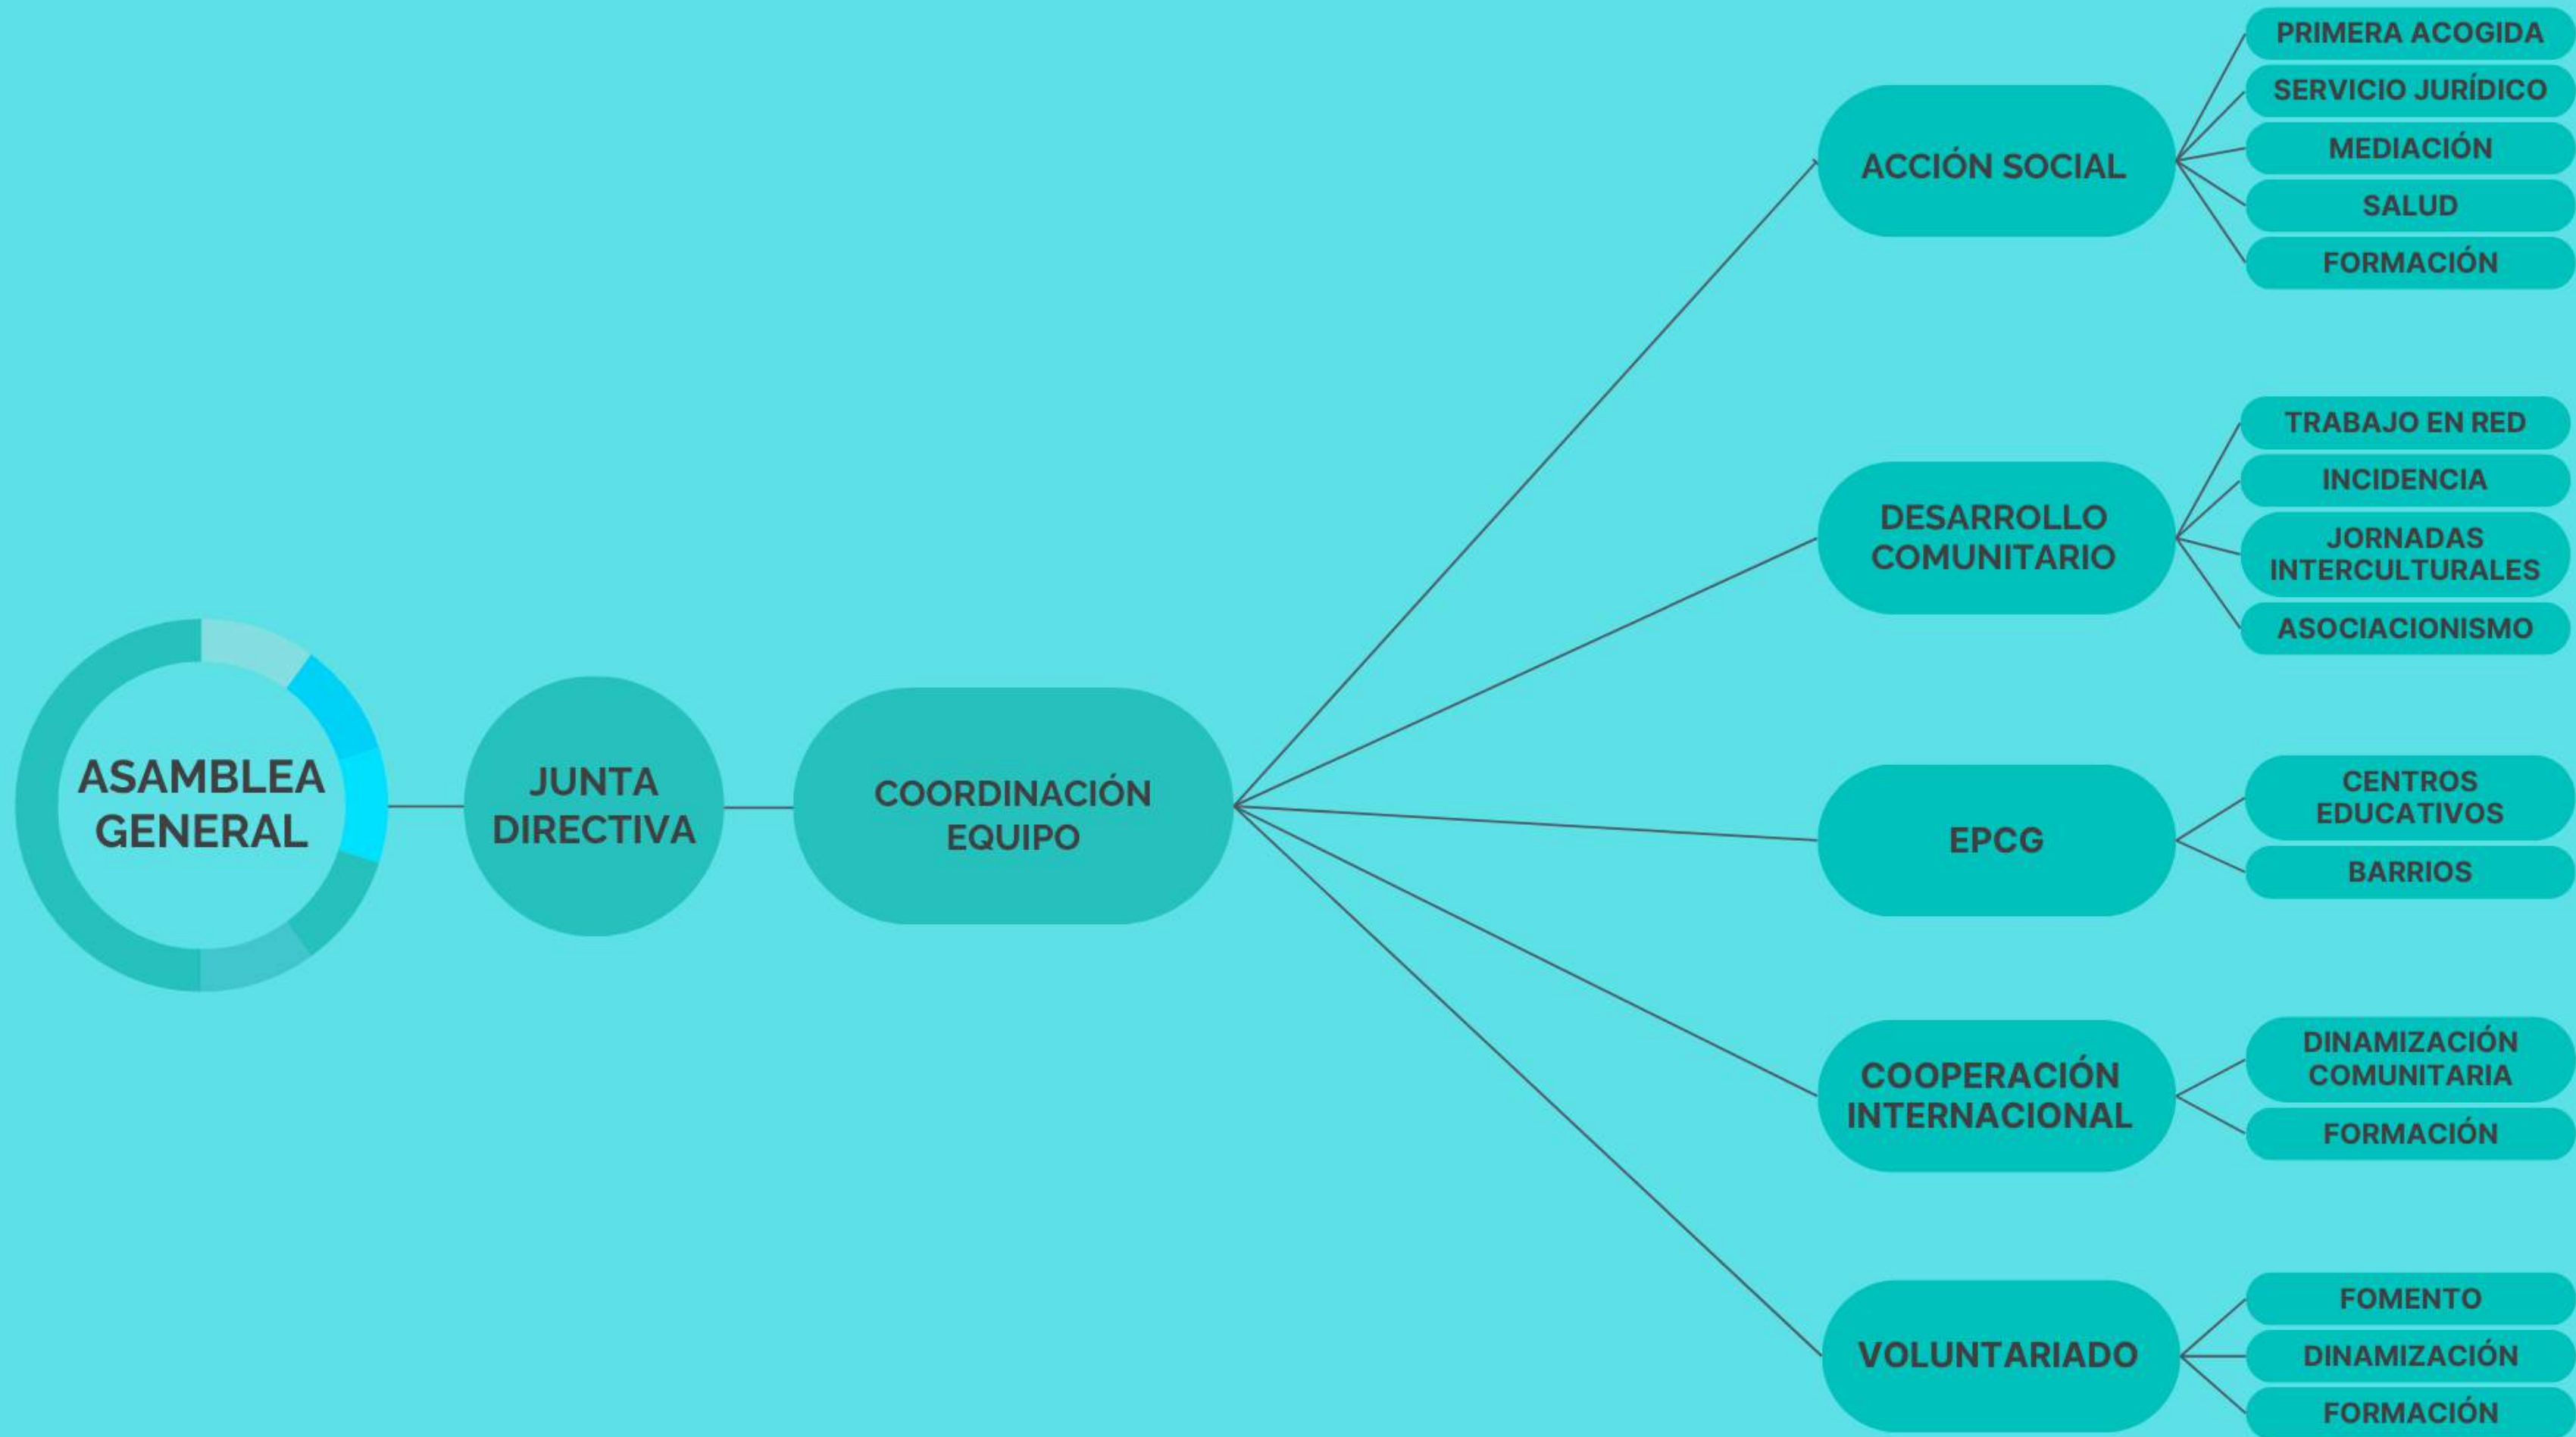 ASAMBLEA
GENERAL
JUNTA
DIRECTIVA
COORDINACIÓN
EQUIPO
ACCIÓN SOCIAL
PRIMERA ACOGIDA
SERVICIO JURÍDICO
MEDIACIÓN
SALUD
FORMACIÓN
DESARROLLO
COMUNITARIO
TRABAJO EN RED
INCIDENCIA
JORNADAS
INTERCULTURALES
ASOCIACIONISMO
EPCG
CENTROS
EDUCATIVOS
BARRIOS
COOPERACIÓN
INTERNACIONAL
DINAMIZACIÓN
COMUNITARIA
FORMACIÓN
VOLUNTARIADO
FOMENTO
DINAMIZACIÓN
FORMACIÓN